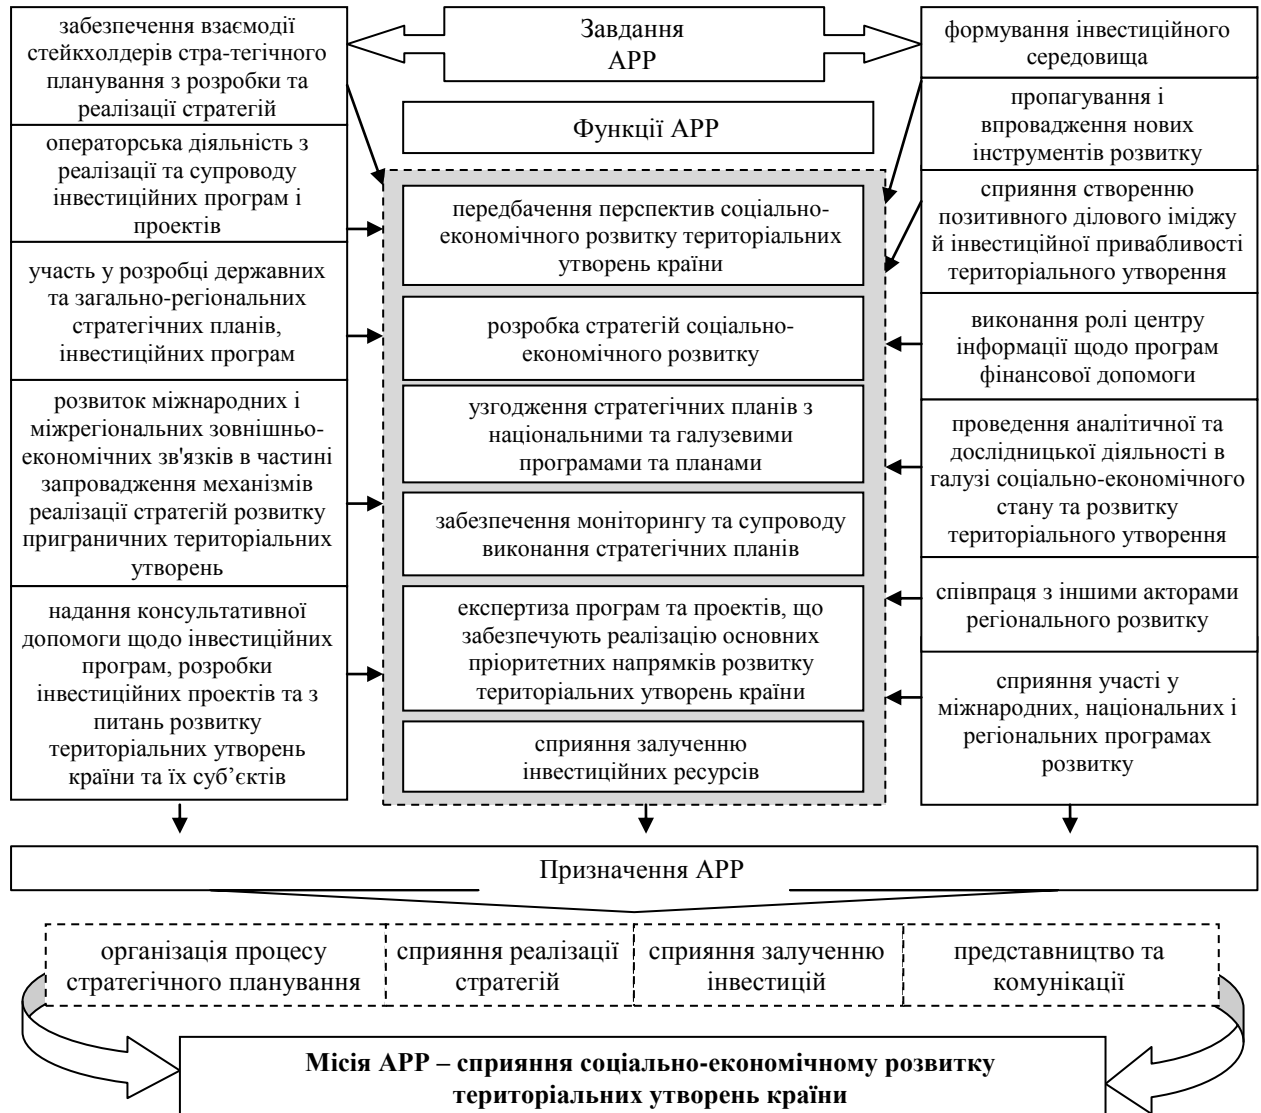 забезпечення взаємодії
стейкхолдерів стра-тегічного
планування з розробки та
реалізації стратегій
операторська діяльність з
реалізації та супроводу
інвестиційних програм і
проектів
участь у розробці державних
та загально-регіональних
стратегічних планів,
інвестиційних програм
розвиток міжнародних і
міжрегіональних зовнішньо-
економічних зв'язків в частині
запровадження механізмів
реалізації стратегій розвитку
приграничних територіальних
утворень
надання консультативної
допомоги щодо інвестиційних
програм, розробки
інвестиційних проектів та з
питань розвитку
територіальних утворень
країни та їх суб’єктів
Завдання
АРР
Функції АРР
передбачення перспектив соціально-
економічного розвитку територіальних
утворень країни
розробка стратегій соціально-
економічного розвитку
узгодження стратегічних планів з
національними та галузевими
програмами та планами
забезпечення моніторингу та супроводу
виконання стратегічних планів
експертиза програм та проектів, що
забезпечують реалізацію основних
пріоритетних напрямків розвитку
територіальних утворень країни
сприяння залученню
інвестиційних ресурсів
формування інвестиційного
середовища
пропагування і
впровадження нових
інструментів розвитку
сприяння створенню
позитивного ділового іміджу
й інвестиційної привабливості
територіального утворення
виконання ролі центру
інформації щодо програм
фінансової допомоги
проведення аналітичної та
дослідницької діяльності в
галузі соціально-економічного
стану та розвитку
територіального утворення
співпраця з іншими акторами
регіонального розвитку
сприяння участі у
міжнародних, національних і
регіональних програмах
розвитку
Призначення АРР
організація процесу
стратегічного планування
сприяння реалізації
стратегій
сприяння залученню
інвестицій
представництво та
комунікації
Місія АРР – сприяння соціально-економічному розвитку
територіальних утворень країни